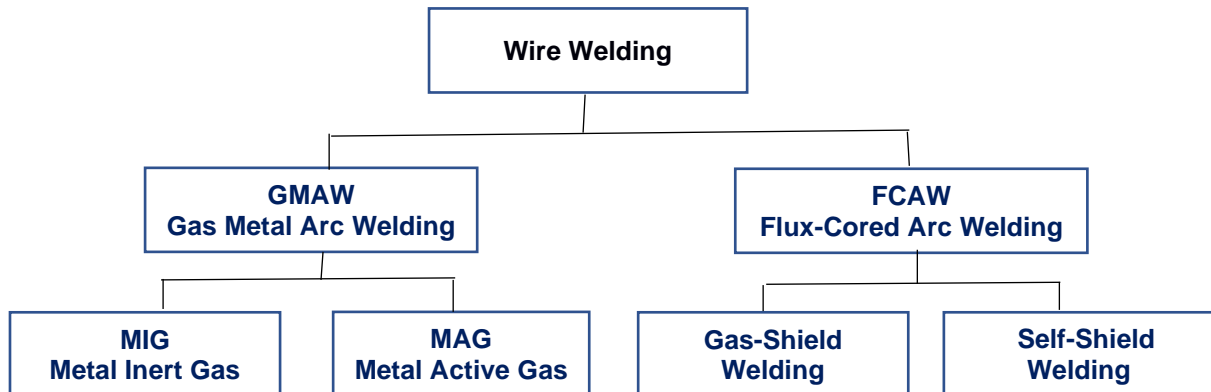 Wire Welding
GMAW
Gas Metal Arc Welding
FCAW
Flux-Cored Arc Welding
MIG
Metal Inert Gas
MAG
Metal Active Gas
Gas-Shield
Welding
Self-Shield
Welding